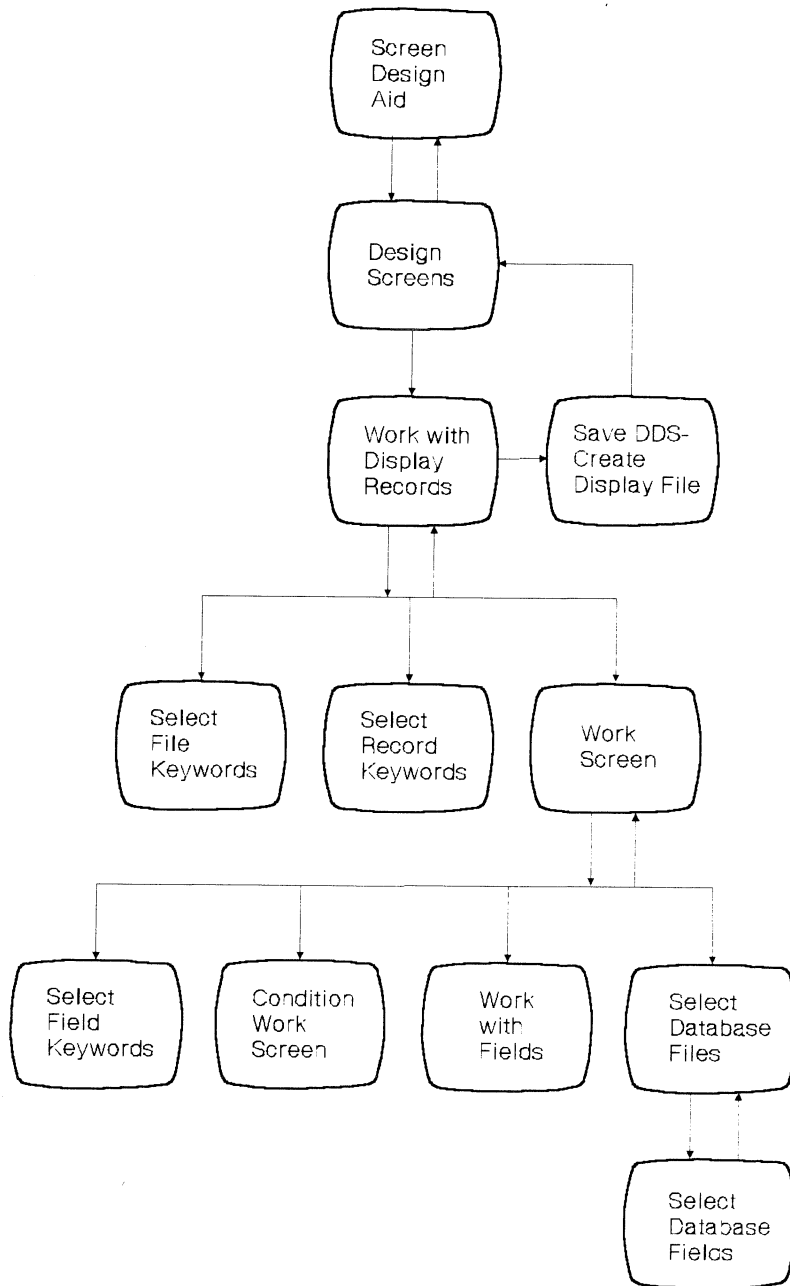 Screen
Design
Aid
Design
Screens
Work with
Display
Records
Save DDS-
Create
Display File
Select
File
Keywords
Select
Record
Keywords
Work
Screen
Select
Field
Keywords
Condition
Work
Screen
Work
with
Fields
Select
Database
Files
Select
Database
Fields